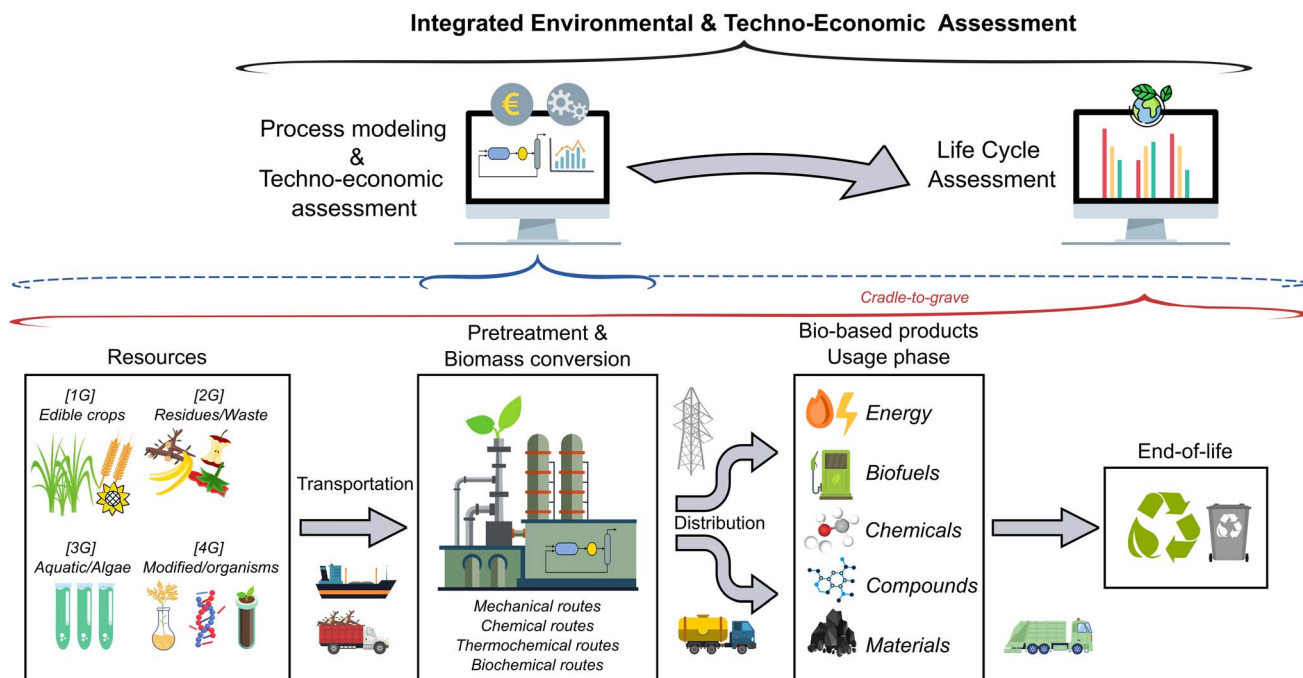 Integrated Environmental & Techno-Economic Assessment
Process modeling
&
Techno-economic
assessment
€
Life Cycle
Assessment
Cradle-to-grave
Resources
[1G]
Edible crops
[2G]
Residues/Waste
[3G]
Aquatic/Algae
[4G]
Modified/organisms
Transportation
Pretreatment &
Biomass conversion
Mechanical routes
Chemical routes
Thermochemical routes
Biochemical routes
Distribution
Bio-based products
Usage phase
Energy
Biofuels
Chemicals
Compounds
Materials
End-of-life